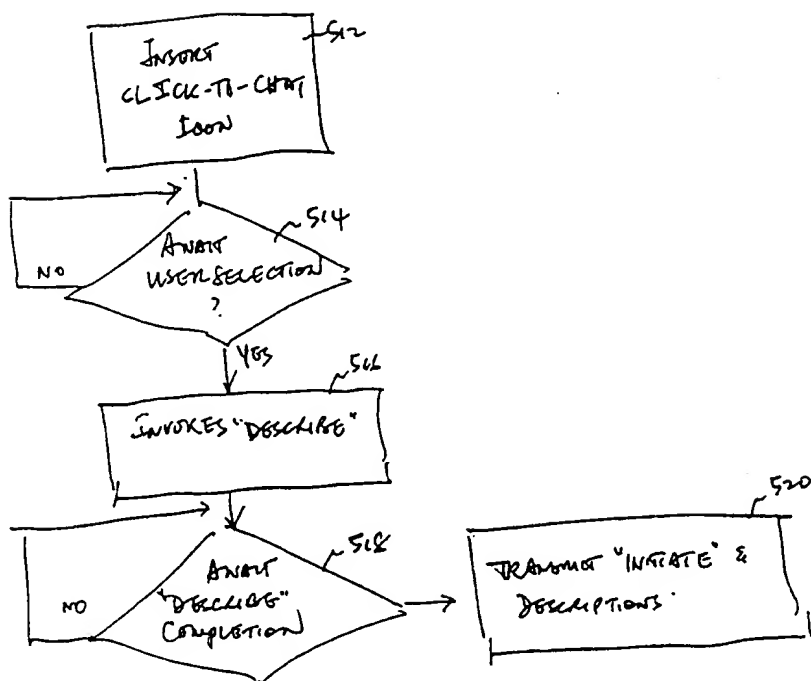 512
INSERT
CLICK-TO-CHAT
ICON
514
AWAIT
USER SELECTION
?
NO
YES
516
INVOKES "DESCRIBE"
518
AWAIT
"DESCRIBE"
COMPLETION
NO
520
TRANSMIT "INITIATE" &
DESCRIPTIONS.